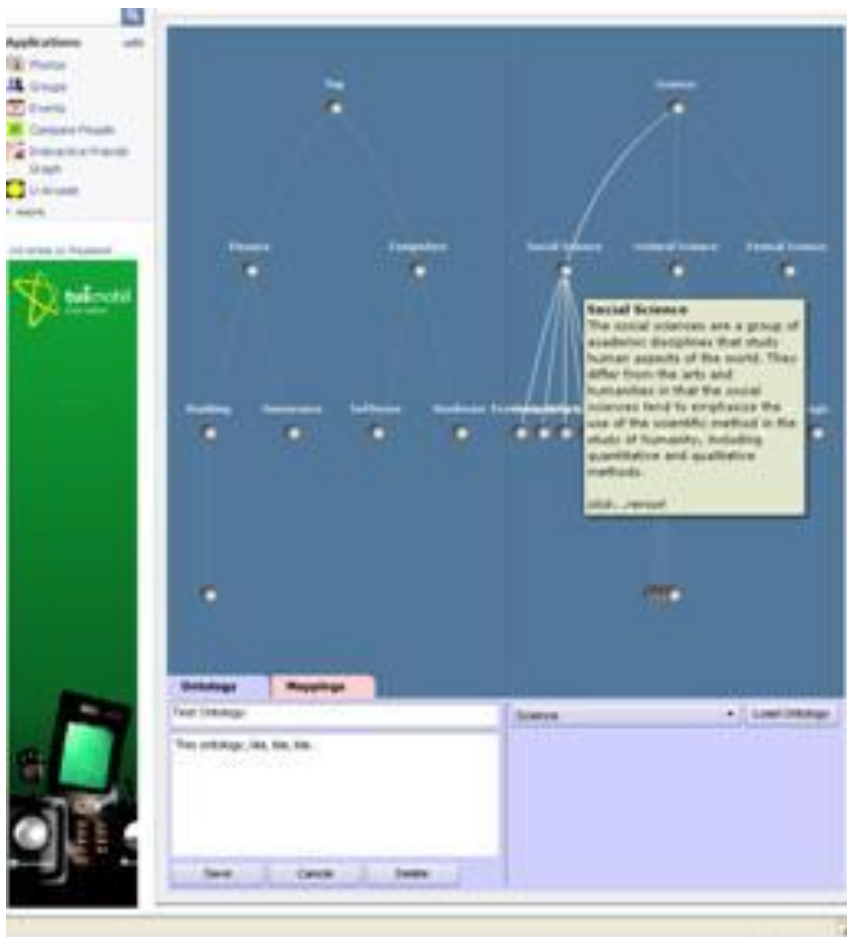 Applications edit
Photos
Groups
Events
Compare People
Interactive Friends
Graph
more
Top
Science
Finance
Computers
Social Science
Natural Science
Formal Science
Banking
Insurance
Software
Hardware
Social Science
The social sciences are a group of
academic disciplines that study
human aspects of the world. They
differ from the arts and
humanities in that the social
sciences tend to emphasize the
use of the scientific method in the
study of humanity, including
quantitative and qualitative
methods.
Ontology
Mappings
Test Ontology
Science
Load Ontology
This ontology, bla, bla, bla.
Save
Cancel
Delete